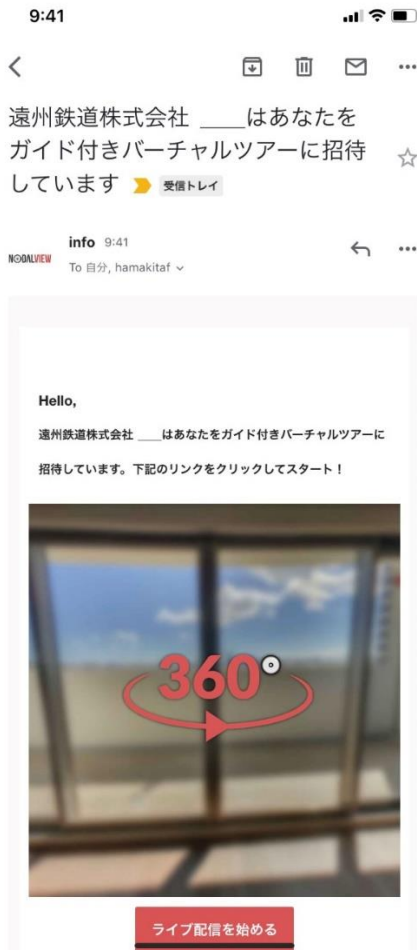 9:41
遠州鉄道株式会社 ____はあなたを
ガイド付きバーチャルツアーに招待
しています 受信トレイ
info 9:41
NODALVIEW
To 自分, hamakitaf
Hello,
遠州鉄道株式会社 ____はあなたをガイド付きバーチャルツアーに
招待しています。下記のリンクをクリックしてスタート！
360°
ライブ配信を始める